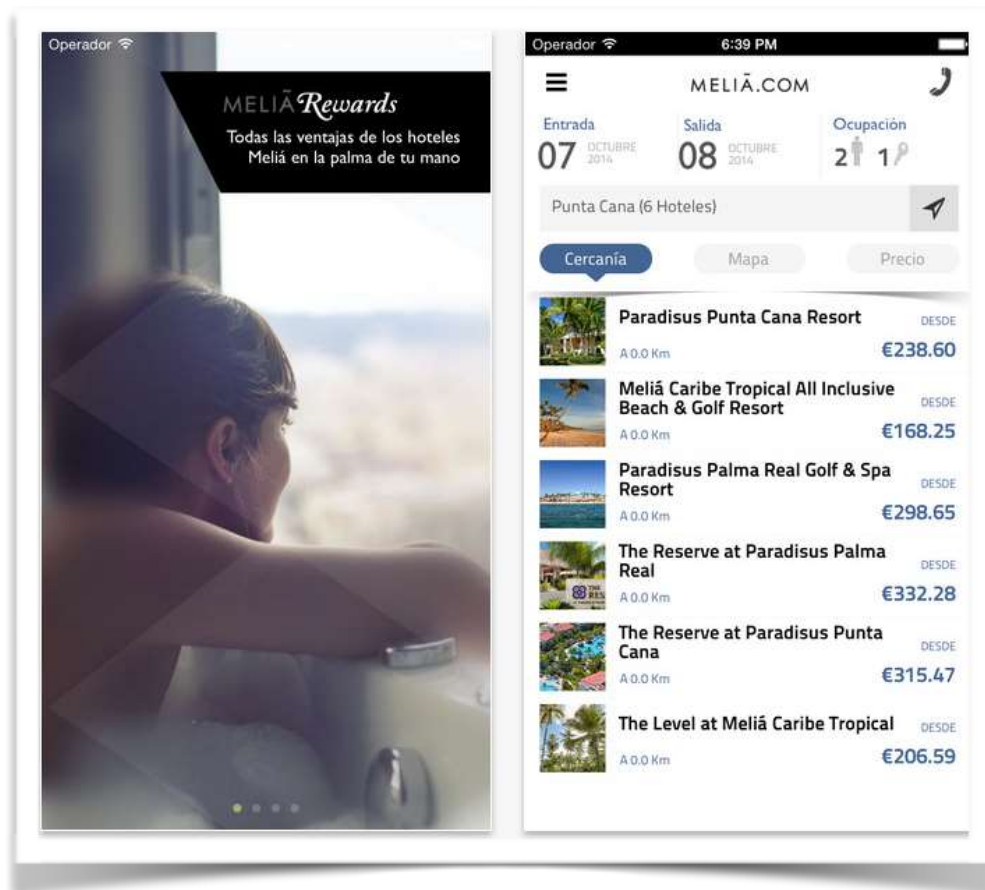 Operador
MELIÃ Rewards
Todas las ventajas de los hoteles
Meliá en la palma de tu mano
Operador 6:39 PM
MELIÃ.COM
Entrada Salida Ocupación
07 OCTUBRE 2014 08 OCTUBRE 2014 2 1
Punta Cana (6 Hoteles)
Cercanía Mapa Precio
Paradisus Punta Cana Resort DESDE
A 0.0 Km €238.60
Meliá Caribe Tropical All Inclusive
Beach & Golf Resort DESDE
A 0.0 Km €168.25
Paradisus Palma Real Golf & Spa
Resort DESDE
A 0.0 Km €298.65
The Reserve at Paradisus Palma
Real DESDE
A 0.0 Km €332.28
THE
RES
The Reserve at Paradisus Punta
Cana DESDE
A 0.0 Km €315.47
The Level at Meliá Caribe Tropical DESDE
A 0.0 Km €206.59